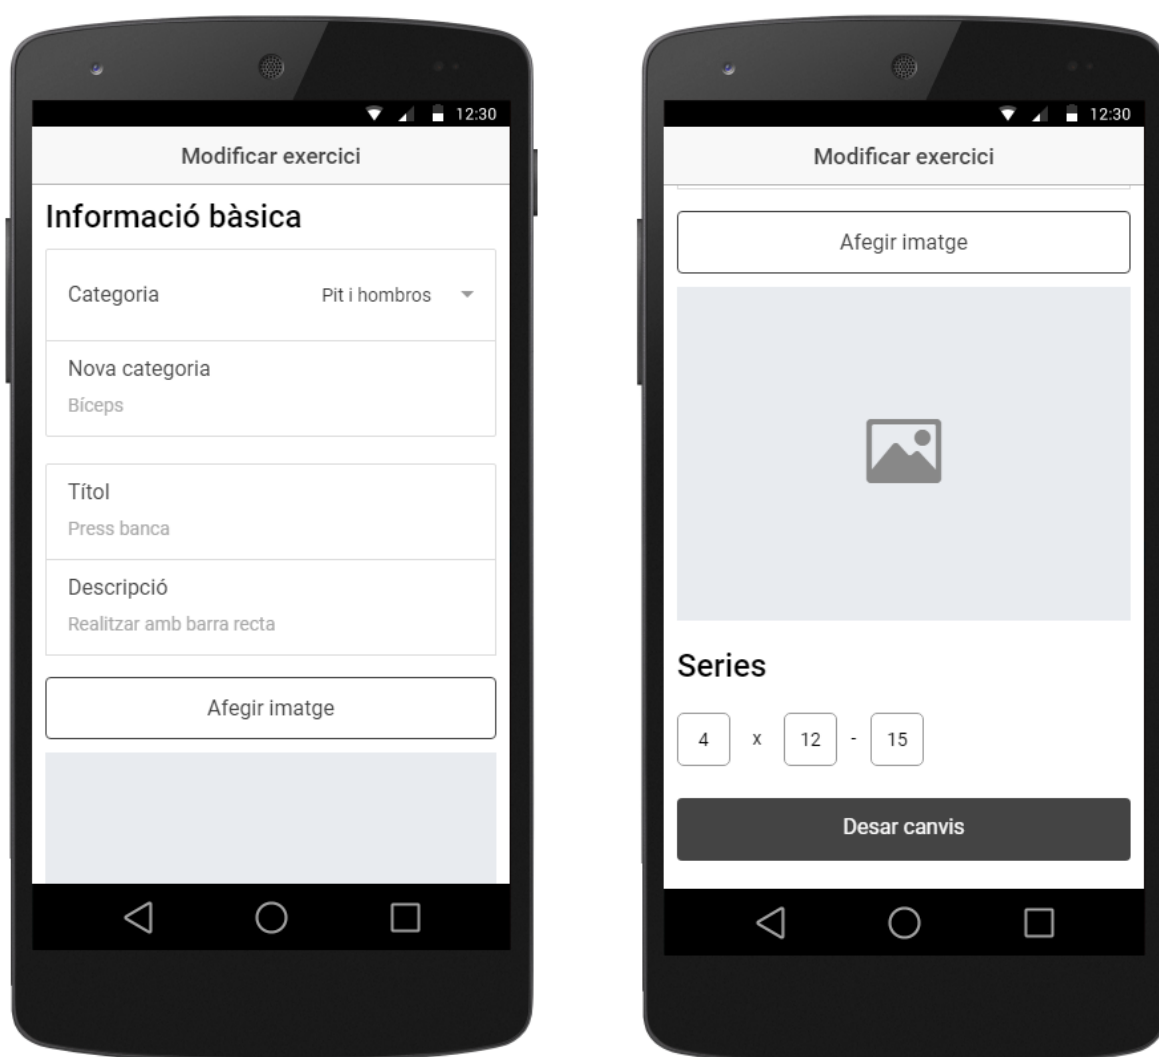 12:30
Modificar exercici
Informació bàsica
Categoria Pit i hombros
Nova categoria
Bíceps
Títol
Press banca
Descripció
Realitzar amb barra recta
Afegir imatge
12:30
Modificar exercici
Afegir imatge
Series
4 x 12 - 15
Desar canvis